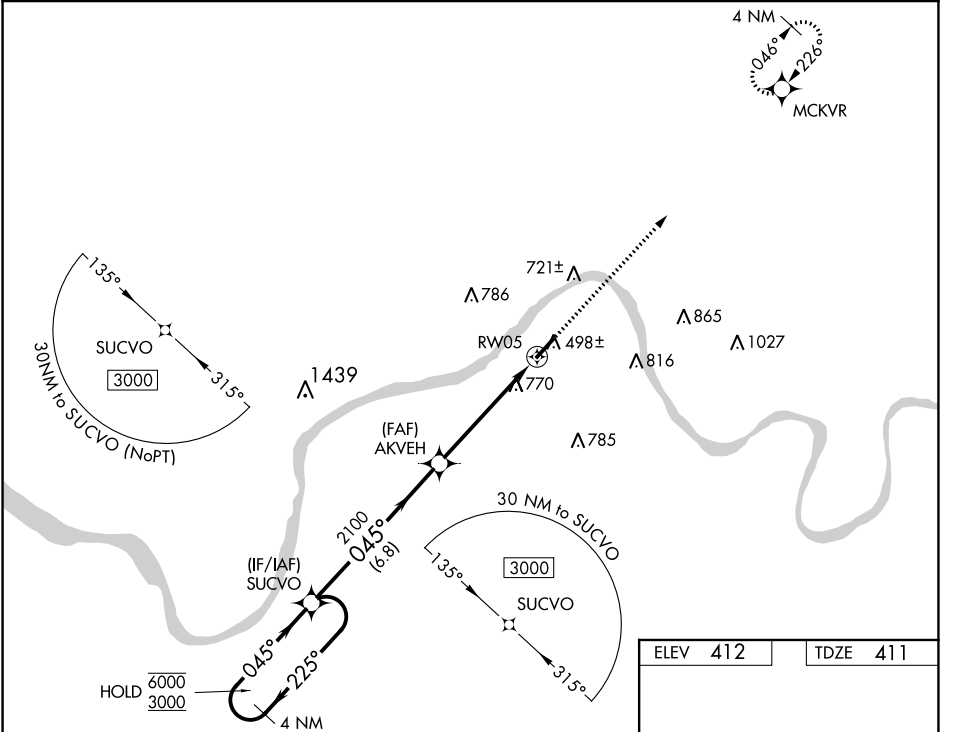 4 NM
046°
226°
MCKVR
135°
SUCVO
3000
315°
30NM to SUCVO (NoPT)
1439
786
721±
RW05
498±
865
1027
816
770
785
(FAF)
AKVEH
2100
045°
(6.8)
(IF/IAF)
SUCVO
045°
225°
HOLD 6000
3000
4 NM
30 NM to SUCVO
135°
3000
SUCVO
315°
ELEV 412
TDZE 411